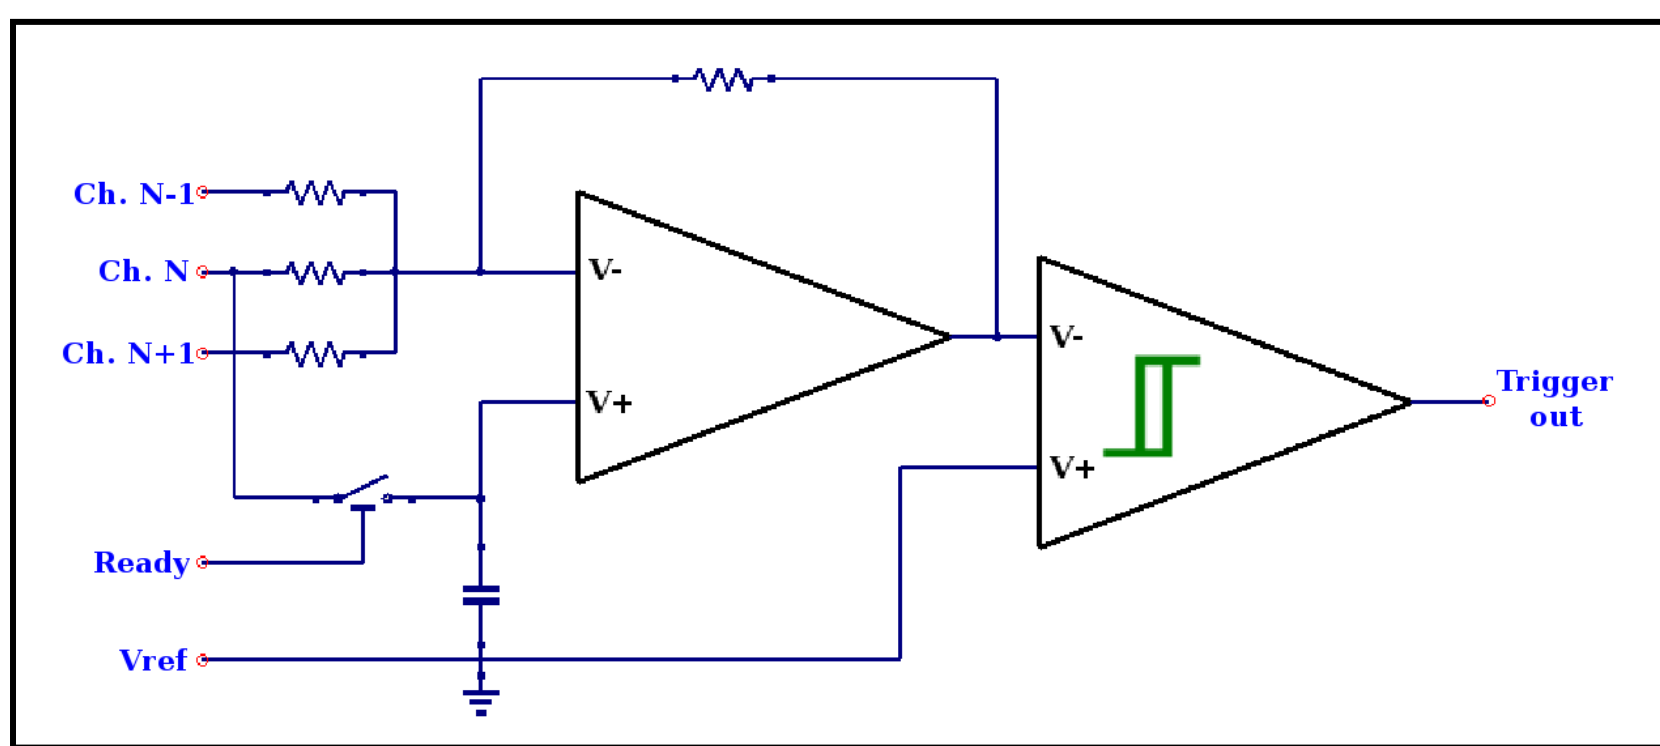 Ch. N-1
Ch. N
V-
V-
Ch. N+1
Trigger
out
V+
V+
Ready
Vref